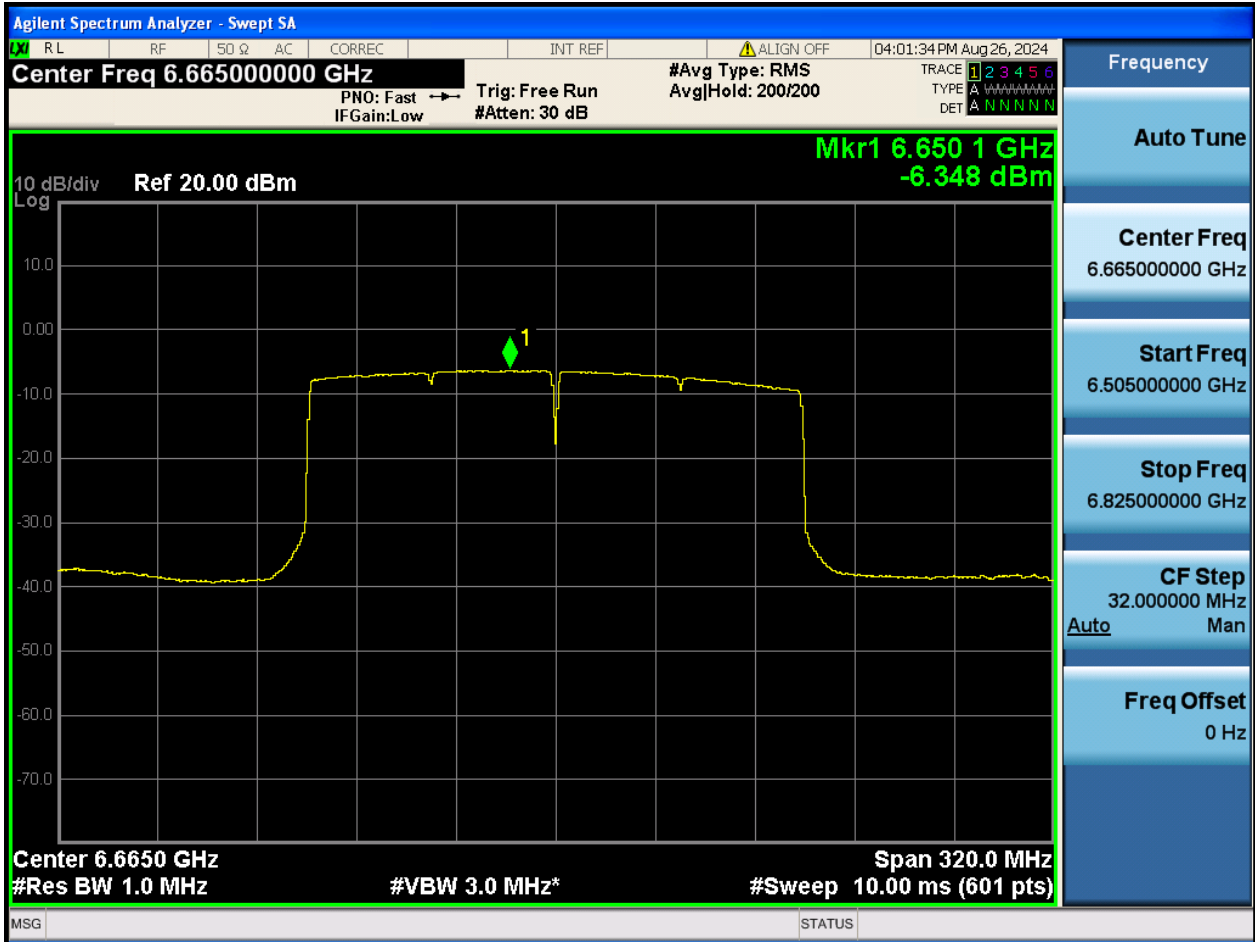 Agilent Spectrum Analyzer - Swept SA
LXI RL RF 50 Ω AC CORREC INT REF ALIGN OFF 04:01:34 PM Aug 26, 2024
Center Freq 6.665000000 GHz
PNO: Fast
IFGain:Low
Trig: Free Run
#Atten: 30 dB
#Avg Type: RMS
Avg|Hold: 200/200
TRACE 1 2 3 4 5 6
TYPE A WWWWW
DET A N N N N N
Mkr1 6.650 1 GHz
-6.348 dBm
10 dB/div Ref 20.00 dBm
Log
10.0
0.00
-10.0
-20.0
-30.0
-40.0
-50.0
-60.0
-70.0
1
Center 6.6650 GHz Span 320.0 MHz
#Res BW 1.0 MHz #VBW 3.0 MHz* #Sweep 10.00 ms (601 pts)
MSG STATUS
Frequency
Auto Tune
Center Freq
6.665000000 GHz
Start Freq
6.505000000 GHz
Stop Freq
6.825000000 GHz
CF Step
32.000000 MHz
Auto Man
Freq Offset
0 Hz